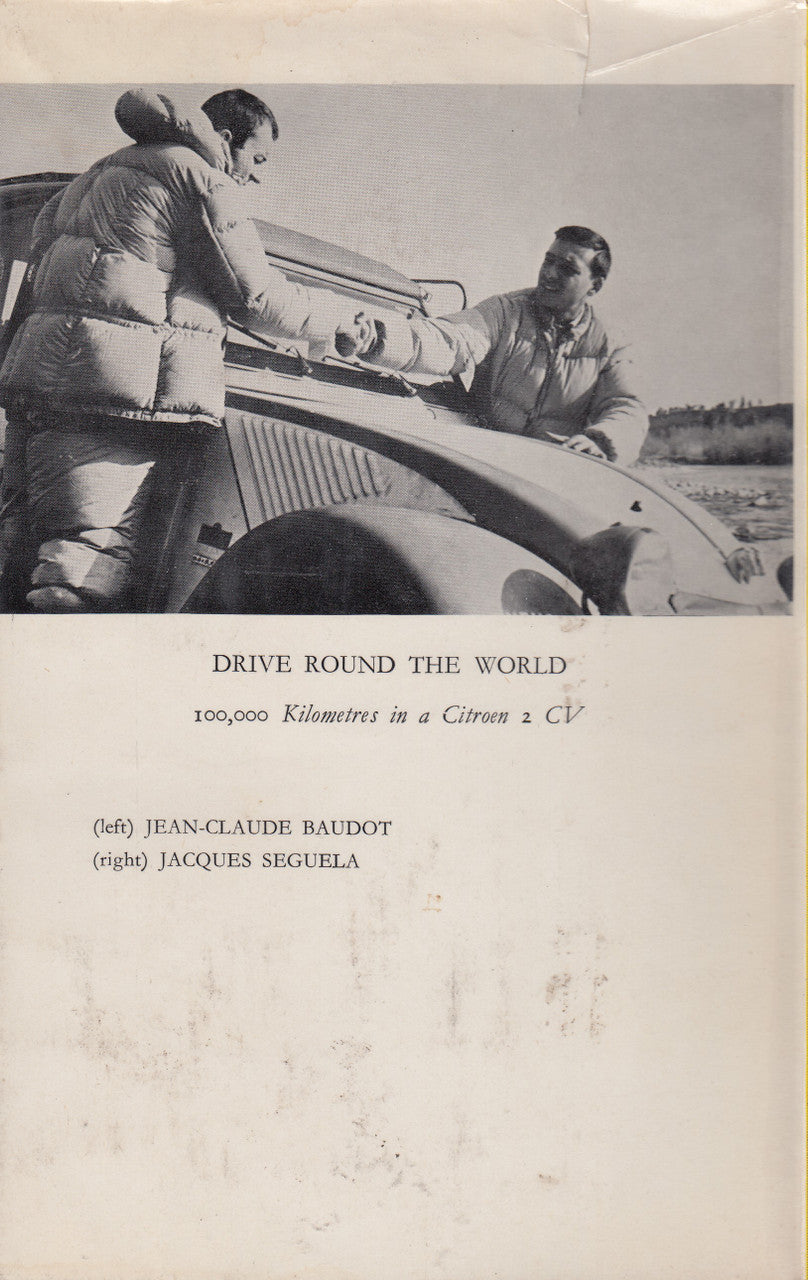 DRIVE ROUND THE WORLD
100,000 Kilometres in a Citroen 2 CV
(left) JEAN-CLAUDE BAUDOT
(right) JACQUES SEGUELA